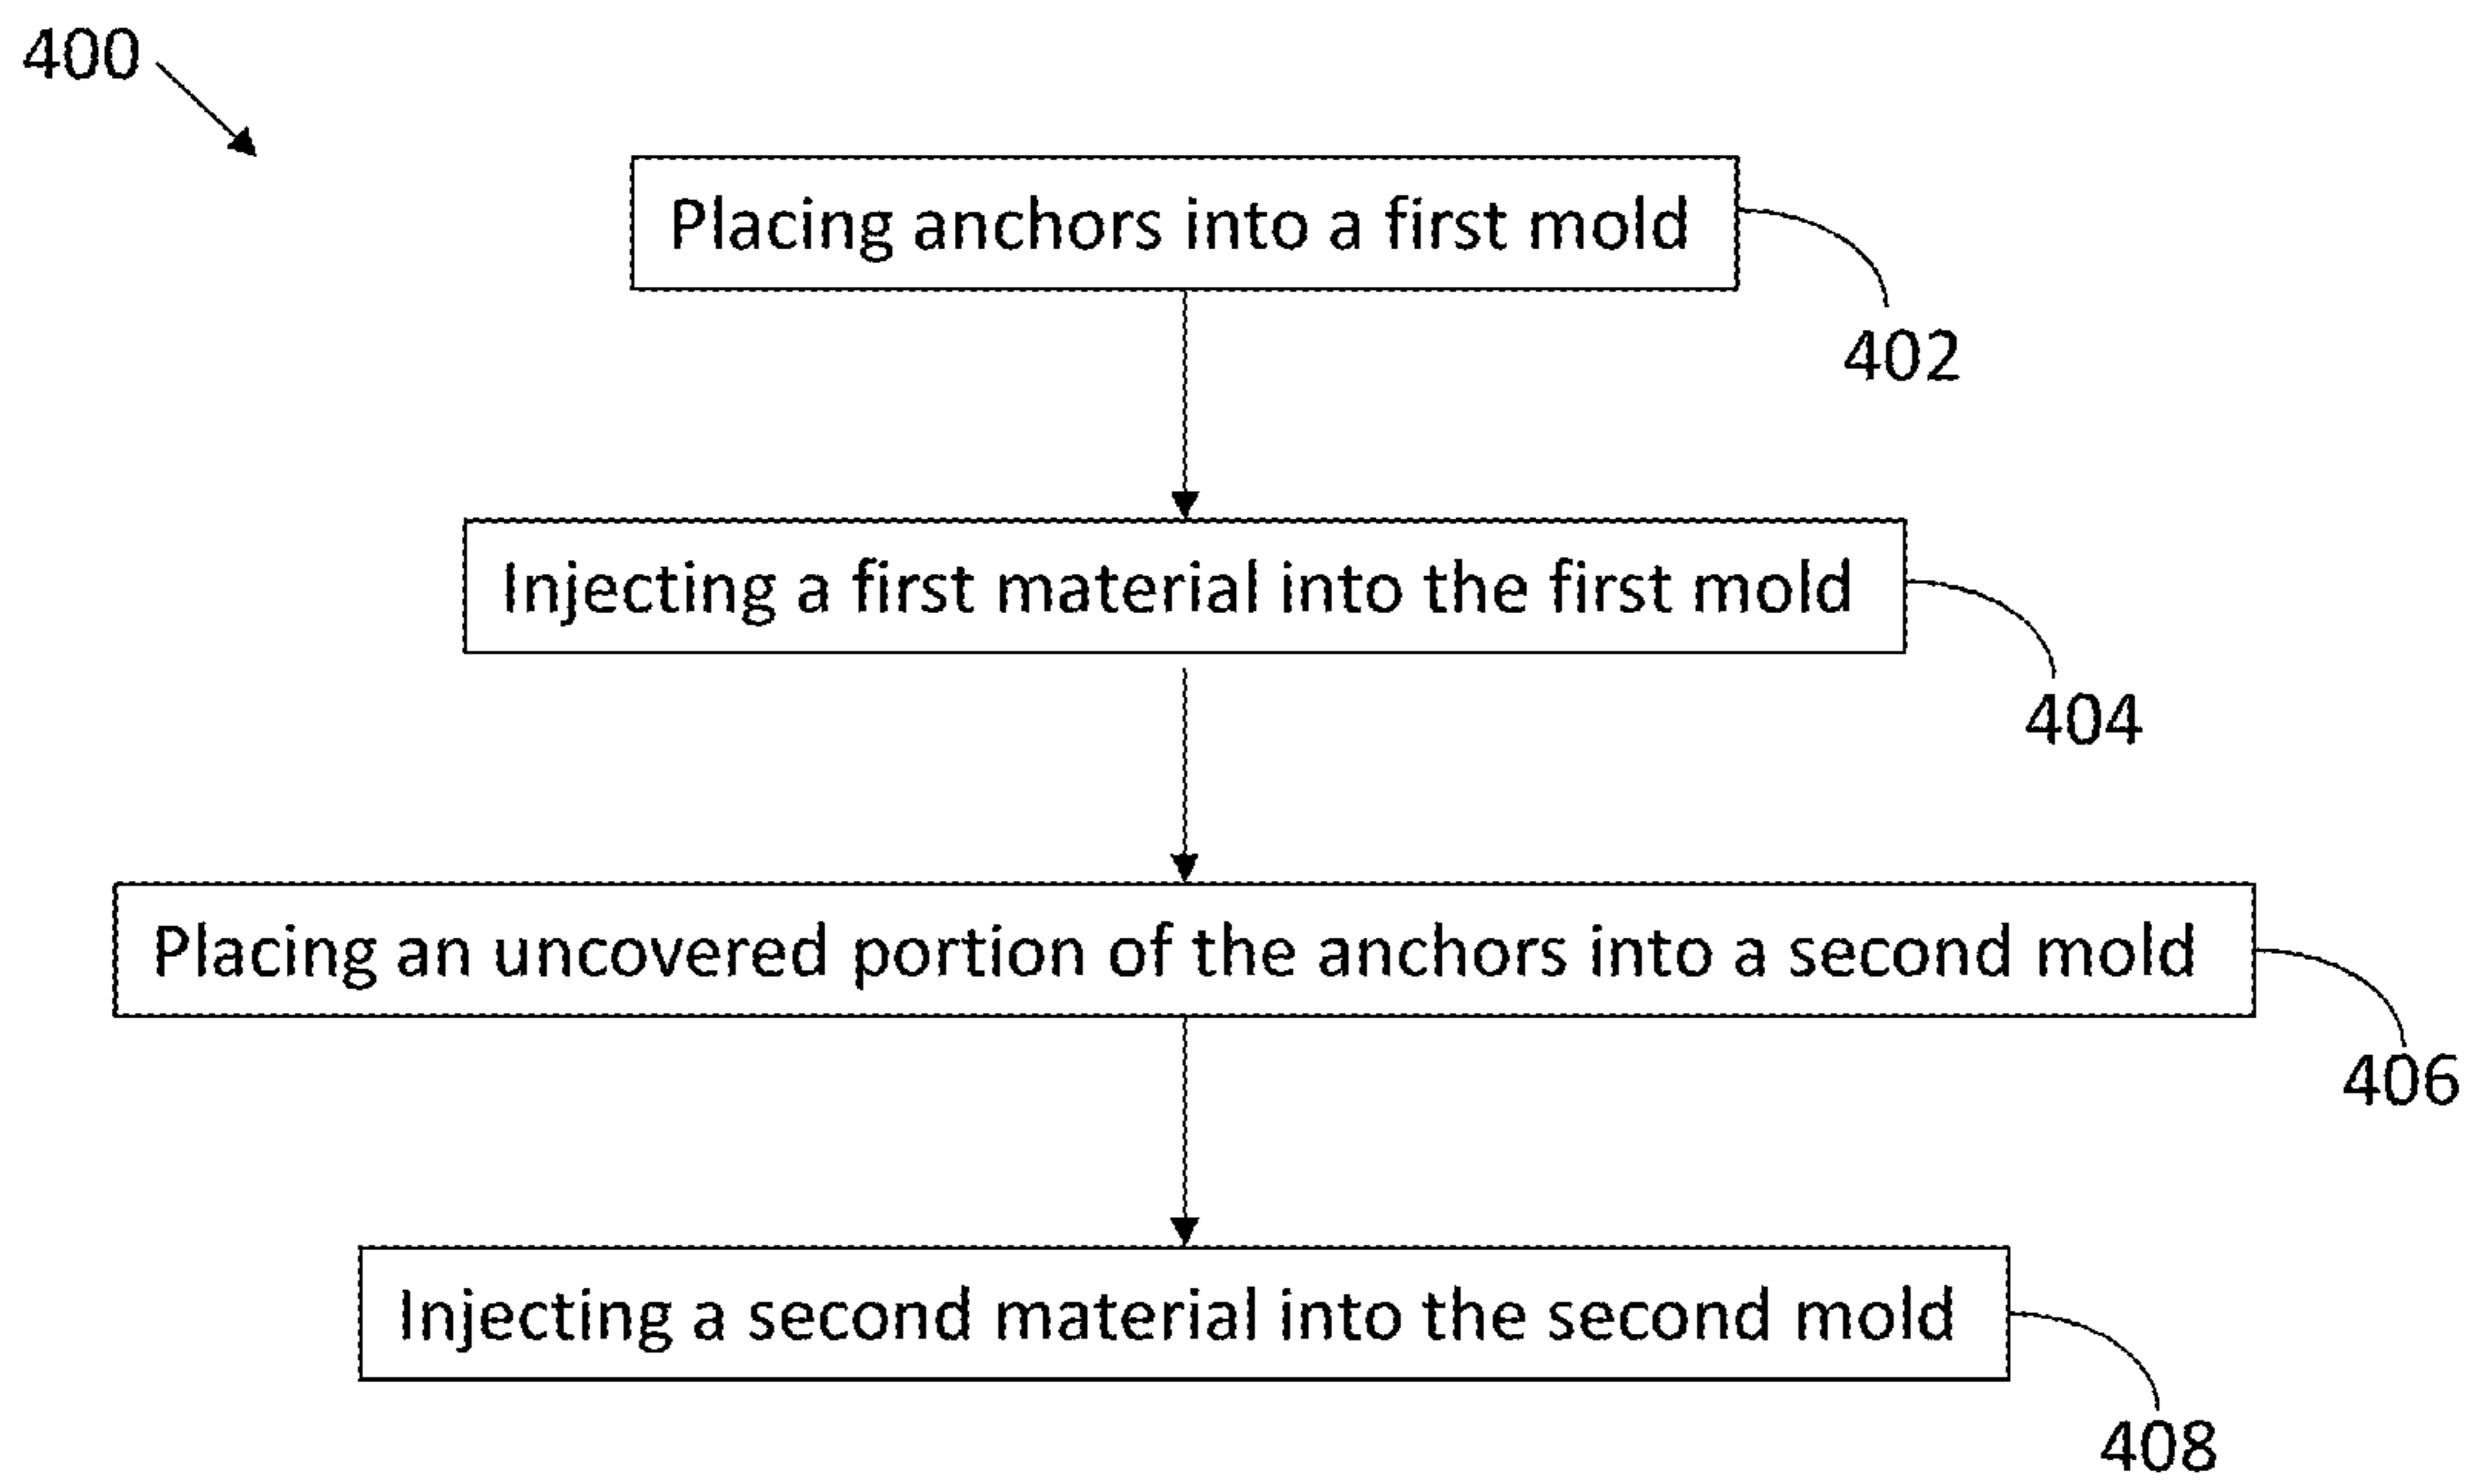 400
Placing anchors into a first mold
402
Injecting a first material into the first mold
404
Placing an uncovered portion of the anchors into a second mold
406
Injecting a second material into the second mold
408